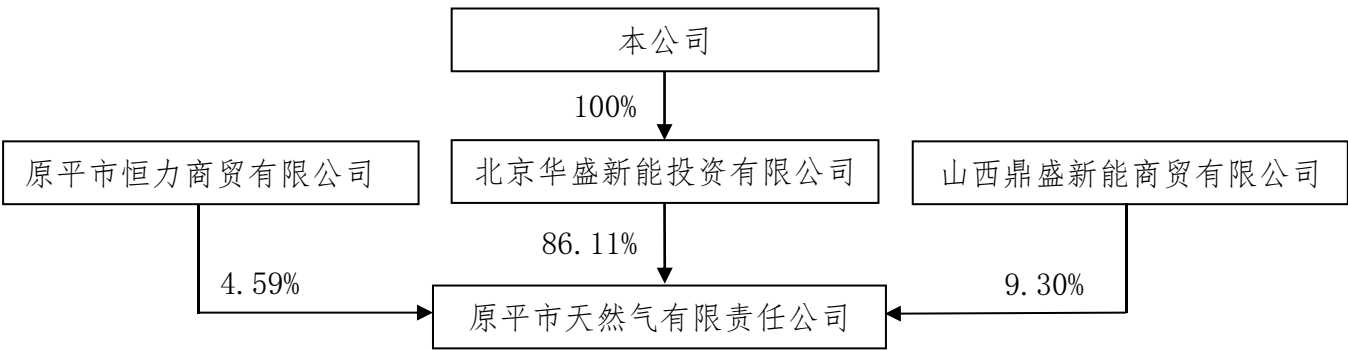 本公司
100%
原平市恒力商贸有限公司
北京华盛新能投资有限公司
山西鼎盛新能商贸有限公司
86.11%
4.59%
9.30%
原平市天然气有限责任公司